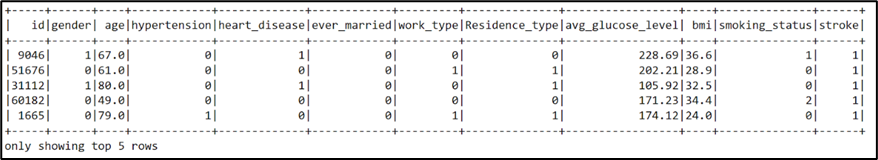 +-----+------+----+------------+-------------+------------+---------+--------------+-----------------+----+--------------+------+
|   id|gender| age|hypertension|heart_disease|ever_married|work_type|Residence_type|avg_glucose_level| bmi|smoking_status|stroke|
+-----+------+----+------------+-------------+------------+---------+--------------+-----------------+----+--------------+------+
| 9046|     1|67.0|           0|            1|           0|        0|             0|           228.69|36.6|             1|     1|
|51676|     0|61.0|           0|            0|           0|        1|             1|           202.21|28.9|             0|     1|
|31112|     1|80.0|           0|            1|           0|        0|             1|           105.92|32.5|             0|     1|
|60182|     0|49.0|           0|            0|           0|        0|             0|           171.23|34.4|             2|     1|
| 1665|     0|79.0|           1|            0|           0|        1|             1|           174.12|24.0|             0|     1|
+-----+------+----+------------+-------------+------------+---------+--------------+-----------------+----+--------------+------+
only showing top 5 rows